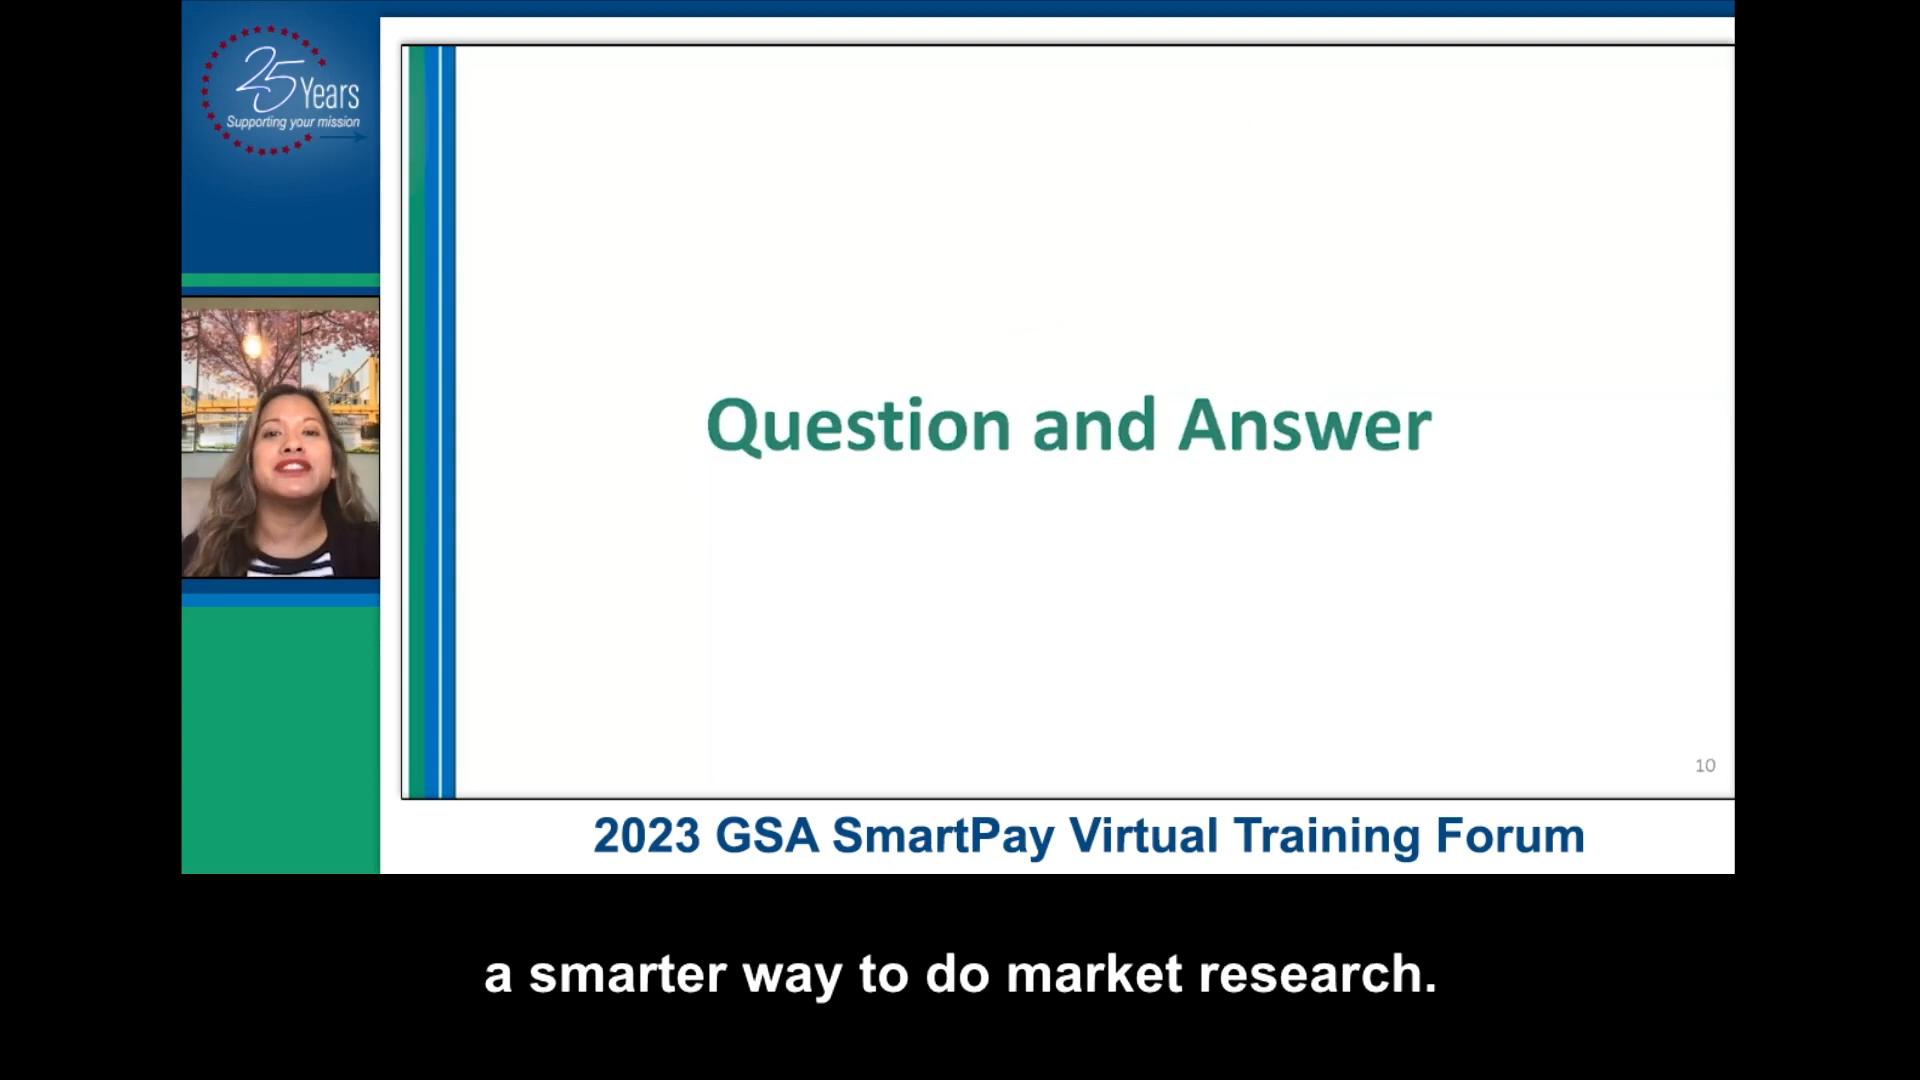 25 Years
Supporting your mission
Question and Answer
10
2023 GSA SmartPay Virtual Training Forum
a smarter way to do market research.